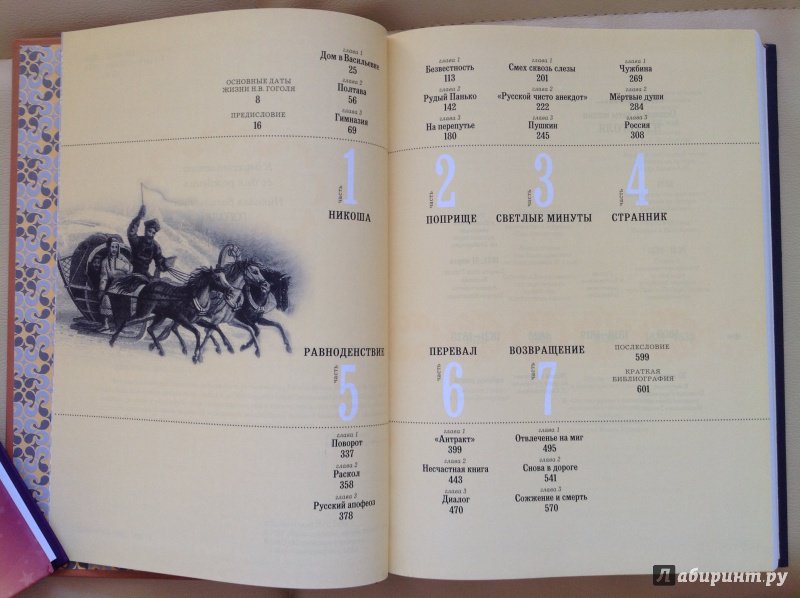 ОСНОВНЫЕ ДАТЫ
ЖИЗНИ Н.В. ГОГОЛЯ
8
ПРЕДИСЛОВИЕ
16
глава 1
Дом в Васильевке
25
глава 2
Полтава
56
глава 3
Гимназия
69
часть 1
НИКОША
глава 1
Безвестность
113
глава 2
Рудый Панько
142
глава 3
На перепутье
180
часть 2
ПОПРИЩЕ
глава 1
Смех сквозь слезы
201
глава 2
«Русской чисто анекдот»
222
глава 3
Пушкин
245
часть 3
СВЕТЛЫЕ МИНУТЫ
глава 1
Чужбина
269
глава 2
Мёртвые души
284
глава 3
Россия
308
часть 4
СТРАННИК
РАВНОДЕНСТВИЕ
часть 5
глава 1
Поворот
337
глава 2
Раскол
358
глава 3
Русский апофеоз
378
ПЕРЕВАЛ
часть 6
глава 1
«Антракт»
399
глава 2
Несчастная книга
443
глава 3
Диалог
470
ВОЗВРАЩЕНИЕ
часть 7
глава 1
Отвлеченье на миг
495
глава 2
Снова в дороге
541
глава 3
Сожжение и смерть
570
ПОСЛЕСЛОВИЕ
599
КРАТКАЯ
БИБЛИОГРАФИЯ
601
Лабиринт.ру